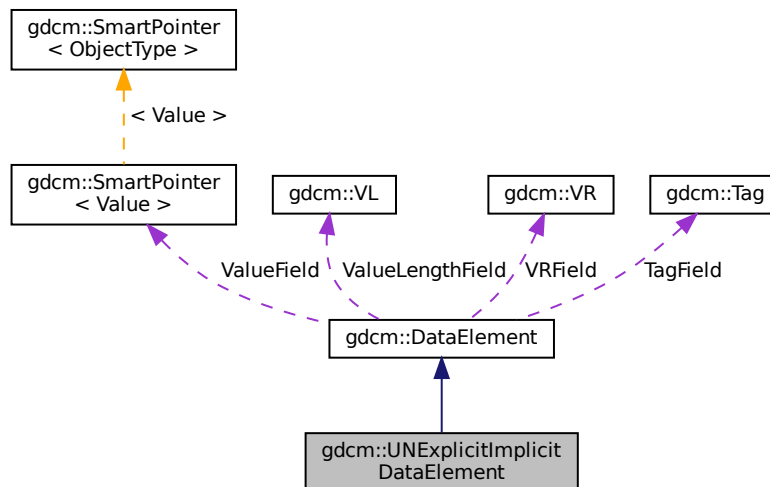 gdcm::SmartPointer
< ObjectType >
< Value >
gdcm::SmartPointer
< Value >
gdcm::VL
gdcm::VR
gdcm::Tag
ValueField
ValueLengthField
VRField
TagField
gdcm::DataElement
gdcm::UNExplicitImplicit
DataElement